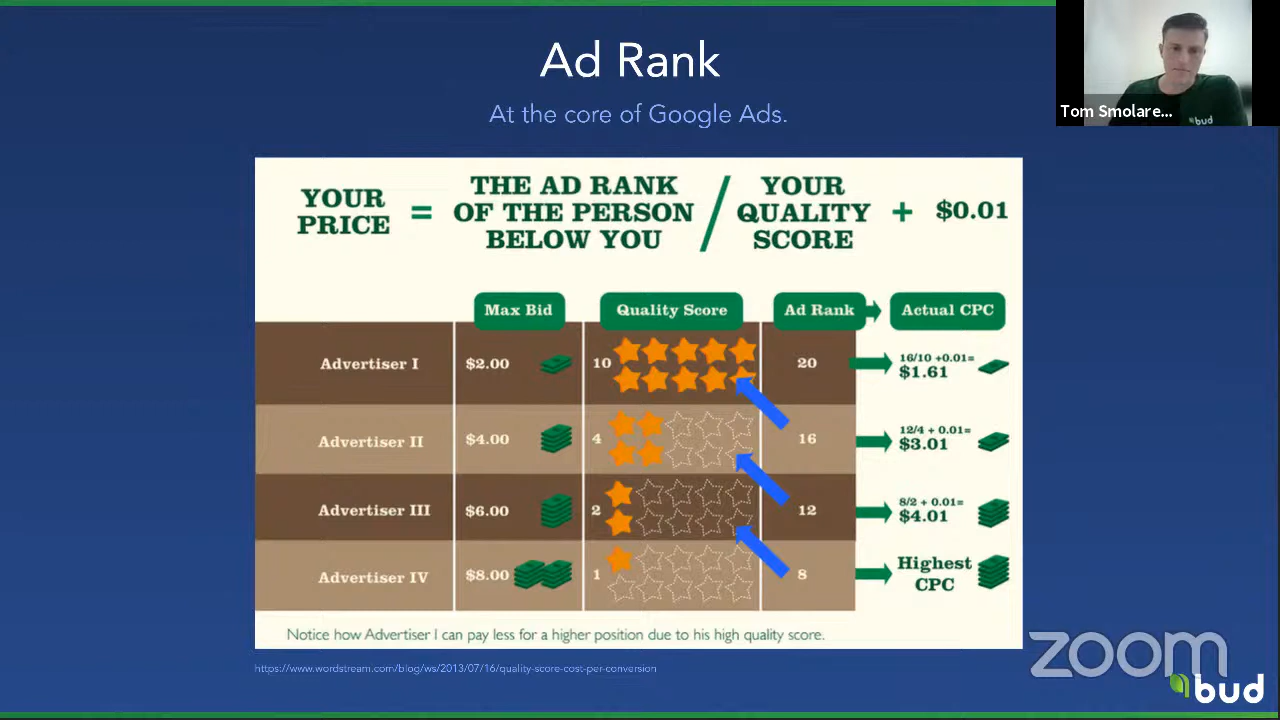 Ad Rank
At the core of Google Ads.
Tom Smolare...
bud
YOUR PRICE = THE AD RANK OF THE PERSON BELOW YOU / YOUR QUALITY SCORE + $0.01
Max Bid Quality Score Ad Rank Actual CPC
Advertiser I $2.00 10 20 16/10 +0.01= $1.61
Advertiser II $4.00 4 16 12/4 + 0.01= $3.01
Advertiser III $6.00 2 12 8/2 + 0.01= $4.01
Advertiser IV $8.00 1 8 Highest CPC
Notice how Advertiser I can pay less for a higher position due to his high quality score.
https://www.wordstream.com/blog/ws/2013/07/16/quality-score-cost-per-conversion
zoom
bud